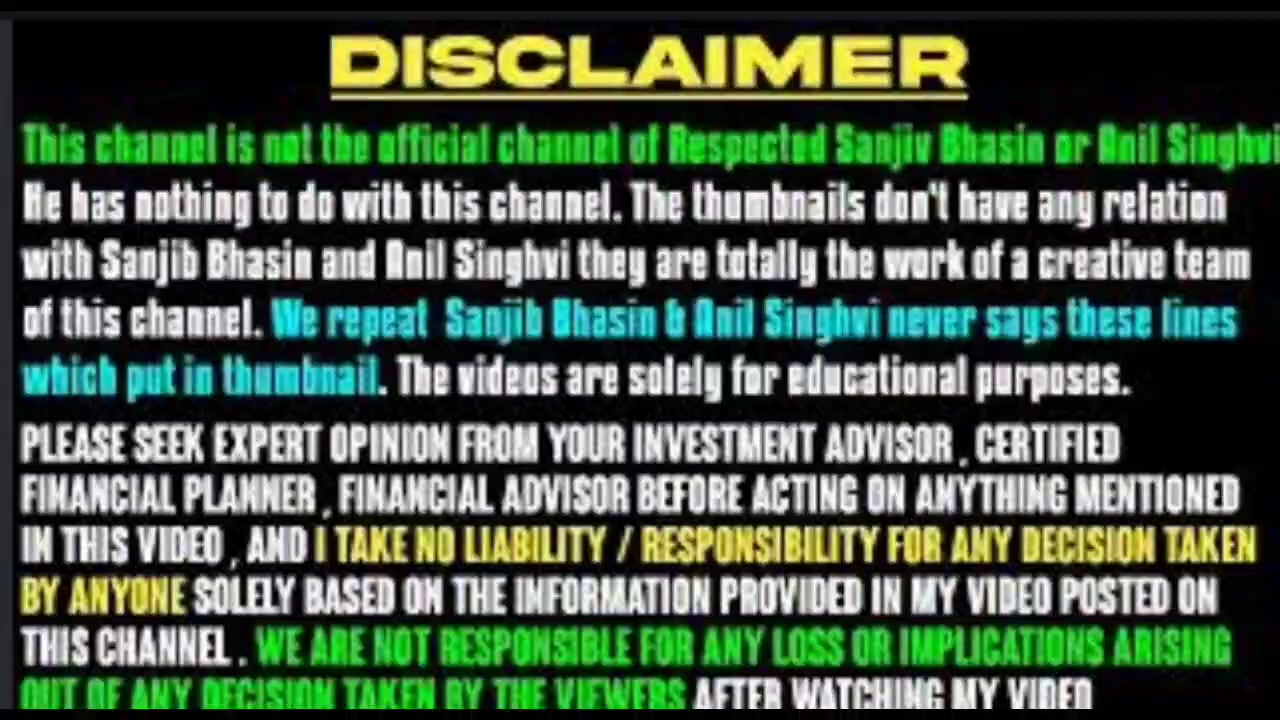 DISCLAIMER
This channel is not the official channel of Respected Sanjiv Bhasin or Anil Singhvi
He has nothing to do with this channel. The thumbnails don't have any relation
with Sanjib Bhasin and Anil Singhvi they are totally the work of a creative team
of this channel. We repeat Sanjib Bhasin & Anil Singhvi never says these lines
which put in thumbnail. The videos are solely for educational purposes.
PLEASE SEEK EXPERT OPINION FROM YOUR INVESTMENT ADVISOR , CERTIFIED
FINANCIAL PLANNER , FINANCIAL ADVISOR BEFORE ACTING ON ANYTHING MENTIONED
IN THIS VIDEO , AND I TAKE NO LIABILITY / RESPONSIBILITY FOR ANY DECISION TAKEN
BY ANYONE SOLELY BASED ON THE INFORMATION PROVIDED IN MY VIDEO POSTED ON
THIS CHANNEL . WE ARE NOT RESPONSIBLE FOR ANY LOSS OR IMPLICATIONS ARISING
OUT OF ANY DECISION TAKEN BY THE VIEWERS AFTER WATCHING MY VIDEO